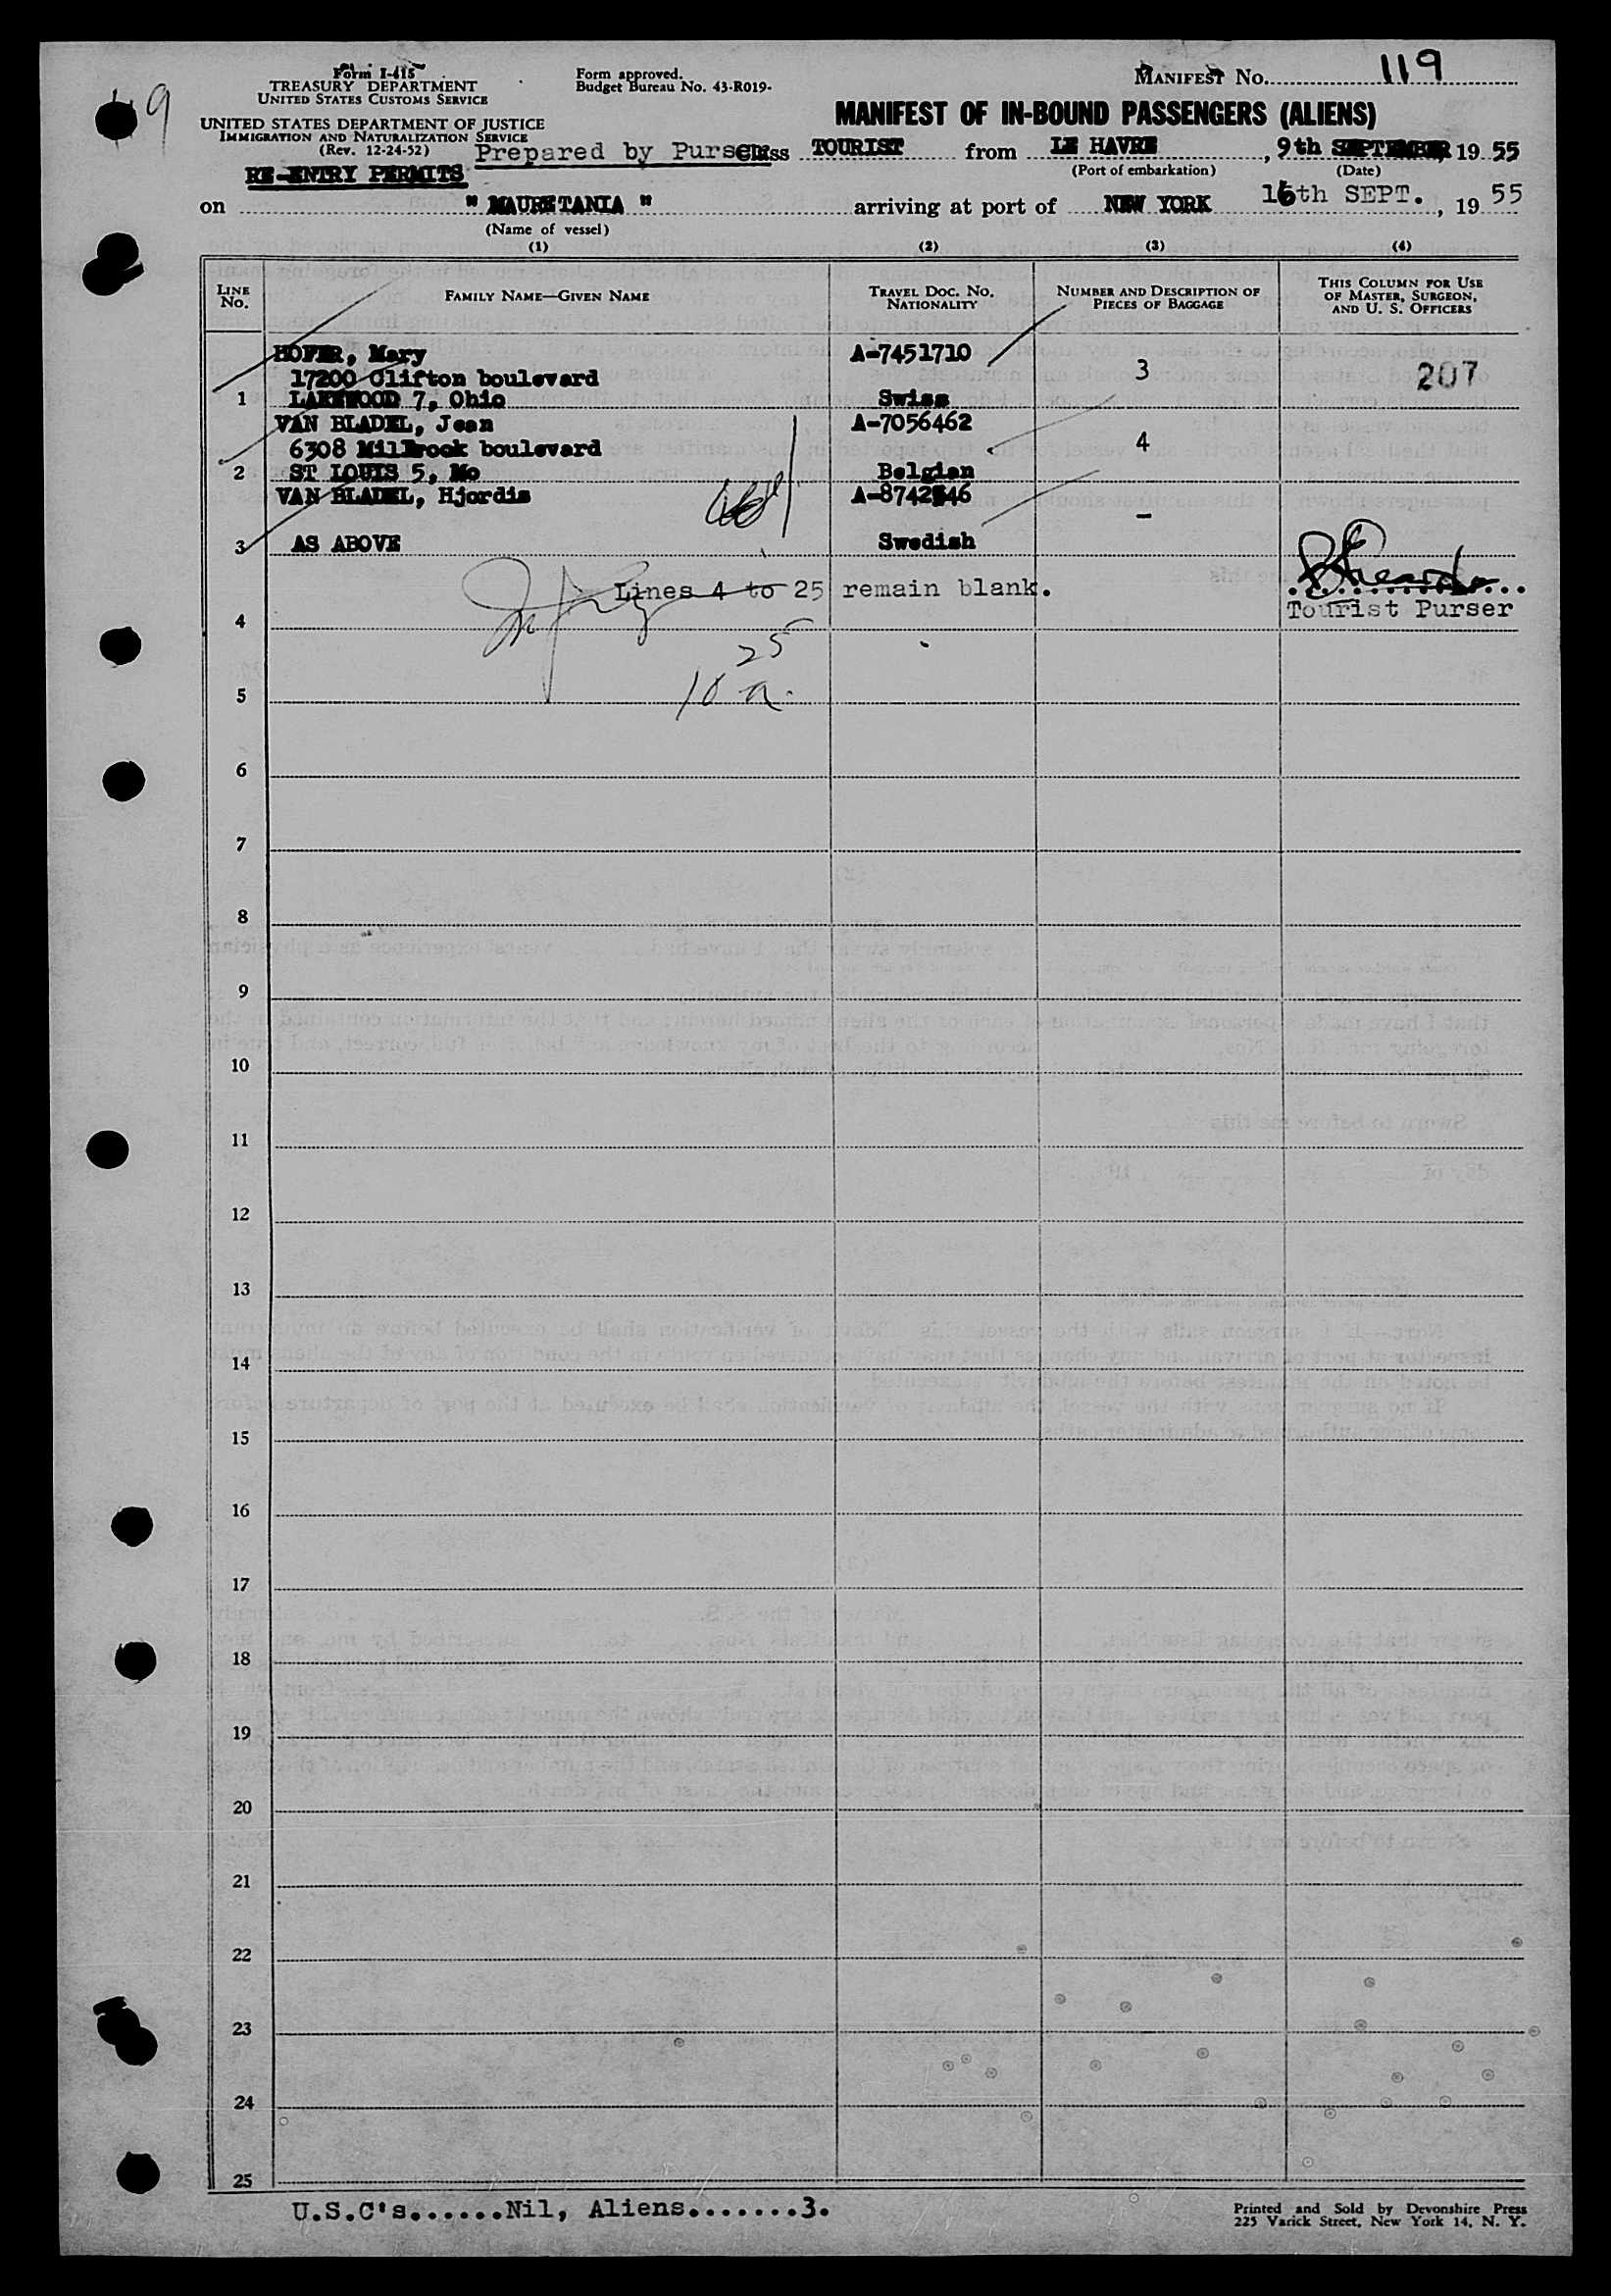 9
Form I-415
TREASURY DEPARTMENT
UNITED STATES CUSTOMS SERVICE
Form approved.
Budget Bureau No. 43-R019-
MANIFEST No. 119
UNITED STATES DEPARTMENT OF JUSTICE
IMMIGRATION AND NATURALIZATION SERVICE
(Rev. 12-24-52)
MANIFEST OF IN-BOUND PASSENGERS (ALIENS)
Prepared by Pursers
Class TOURIST from LE HAVRE, 9th SEPTEMBER 19 55
(Port of embarkation) (Date)
RE-ENTRY PERMITS
on " MAURETANIA " arriving at port of NEW YORK 16th SEPT., 19 55
(Name of vessel)
(1) (2) (3) (4)
LINE No. FAMILY NAME—GIVEN NAME TRAVEL DOC. NO. NATIONALITY NUMBER AND DESCRIPTION OF PIECES OF BAGGAGE THIS COLUMN FOR USE OF MASTER, SURGEON, AND U. S. OFFICERS
HOFER, Mary A-7451710
17200 Clifton boulevard 3 207
1 LAKEWOOD 7, Ohio Swiss
VAN BLADEL, Jean A-7056462
6308 Millbrook boulevard 4
2 ST LOUIS 5, Mo Belgian
VAN BLADEL, Hjordis A-8742546
-
3 AS ABOVE Swedish
Lines 4 to 25 remain blank.
Tourist Purser
4
25
10 a.
5
6
7
8
9
10
11
12
13
14
15
16
17
18
19
20
21
22
23
24
25
U.S.C's......Nil, Aliens.......3.
Printed and Sold by Devonshire Press
225 Varick Street, New York 14, N. Y.